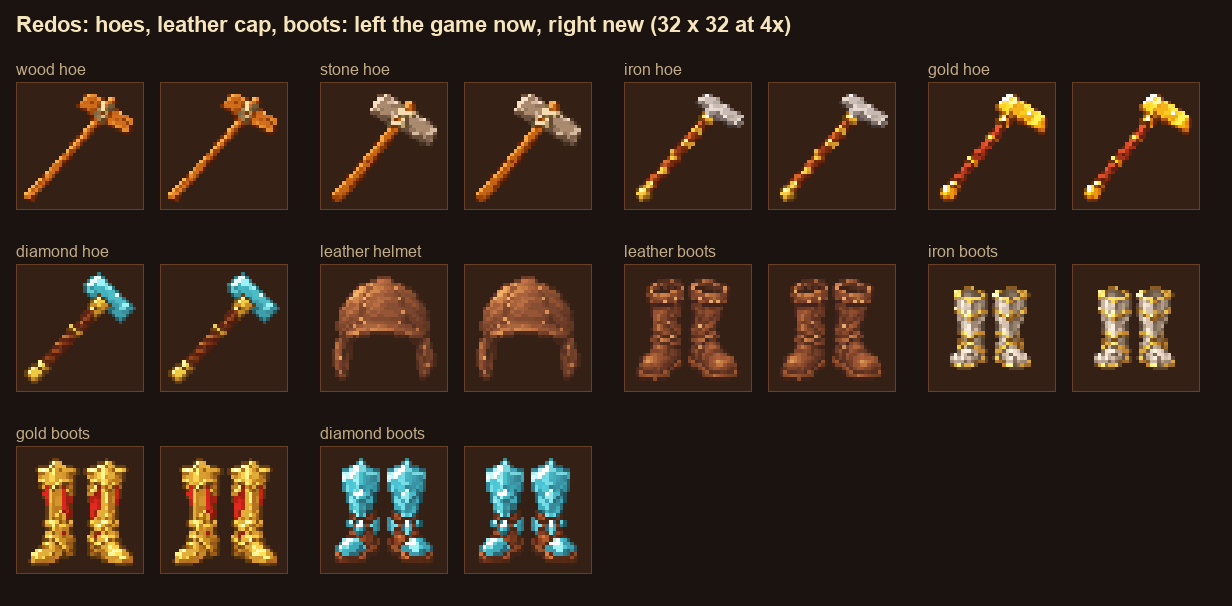 Redos: hoes, leather cap, boots: left the game now, right new (32 x 32 at 4x)
wood hoe
stone hoe
iron hoe
gold hoe
diamond hoe
leather helmet
leather boots
iron boots
gold boots
diamond boots